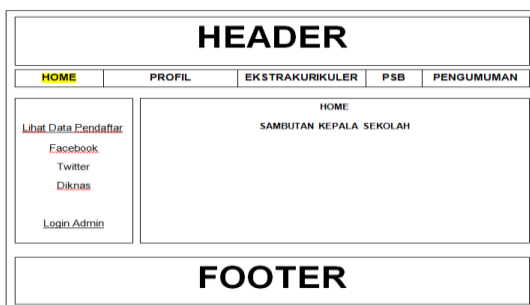 HEADER
HOME PROFIL EKSTRAKURIKULER PSB PENGUMUMAN
Lihat Data Pendaftar
Facebook
Twitter
Diknas
Login Admin
HOME
SAMBUTAN KEPALA SEKOLAH
FOOTER